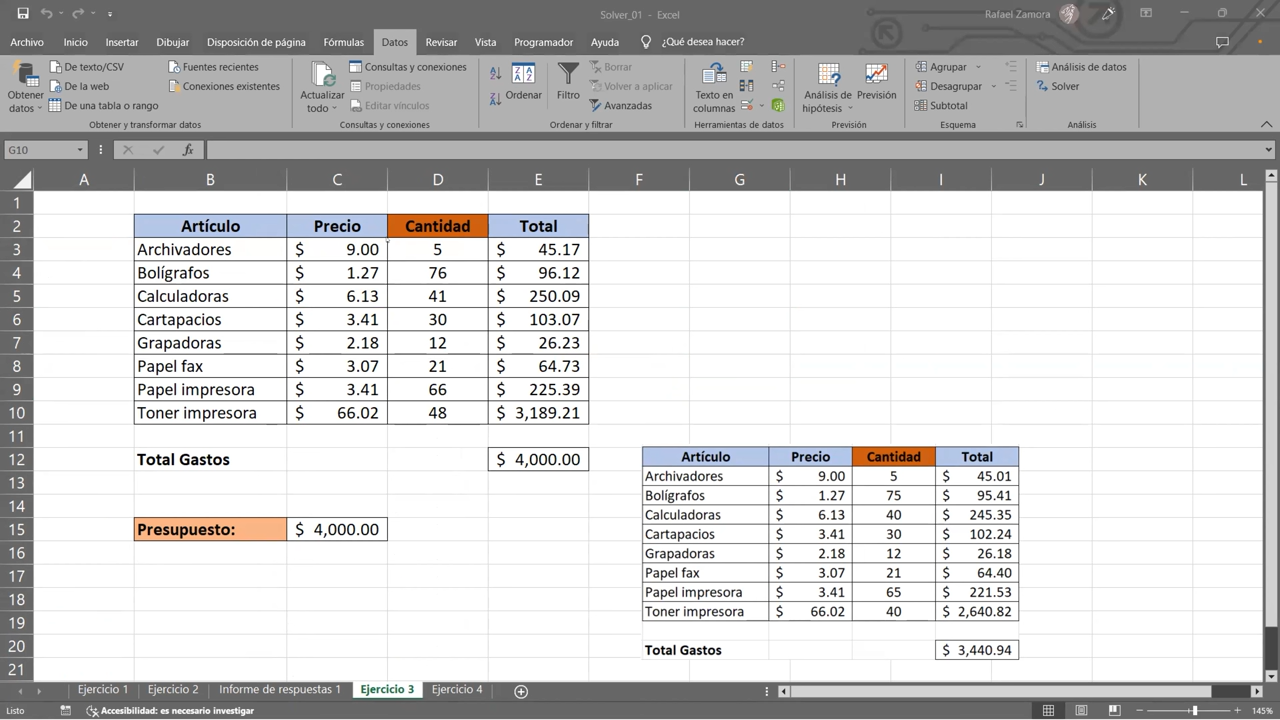 Solver_01 - Excel
Rafael Zamora
Archivo Inicio Insertar Dibujar Disposición de página Fórmulas Datos Revisar Vista Programador Ayuda ¿Qué desea hacer?
Obtener datos
De texto/CSV
De la web
De una tabla o rango
Fuentes recientes
Conexiones existentes
Obtener y transformar datos
Actualizar todo
Consultas y conexiones
Propiedades
Editar vínculos
Consultas y conexiones
Ordenar
Filtro
Borrar
Volver a aplicar
Avanzadas
Ordenar y filtrar
Texto en columnas
Herramientas de datos
Análisis de hipótesis
Previsión
Previsión
Agrupar
Desagrupar
Subtotal
Esquema
Análisis de datos
Solver
Análisis
G10 fx
A B C D E F G H I J K L
1
2 Artículo Precio Cantidad Total
3 Archivadores $ 9.00 5 $ 45.17
4 Bolígrafos $ 1.27 76 $ 96.12
5 Calculadoras $ 6.13 41 $ 250.09
6 Cartapacios $ 3.41 30 $ 103.07
7 Grapadoras $ 2.18 12 $ 26.23
8 Papel fax $ 3.07 21 $ 64.73
9 Papel impresora $ 3.41 66 $ 225.39
10 Toner impresora $ 66.02 48 $ 3,189.21
11
12 Total Gastos $ 4,000.00
13
14
15 Presupuesto: $ 4,000.00
16
17
18
19
20
21
Artículo Precio Cantidad Total
Archivadores $ 9.00 5 $ 45.01
Bolígrafos $ 1.27 75 $ 95.41
Calculadoras $ 6.13 40 $ 245.35
Cartapacios $ 3.41 30 $ 102.24
Grapadoras $ 2.18 12 $ 26.18
Papel fax $ 3.07 21 $ 64.40
Papel impresora $ 3.41 65 $ 221.53
Toner impresora $ 66.02 40 $ 2,640.82
Total Gastos $ 3,440.94
Ejercicio 1 Ejercicio 2 Informe de respuestas 1 Ejercicio 3 Ejercicio 4
Listo Accesibilidad: es necesario investigar 145%